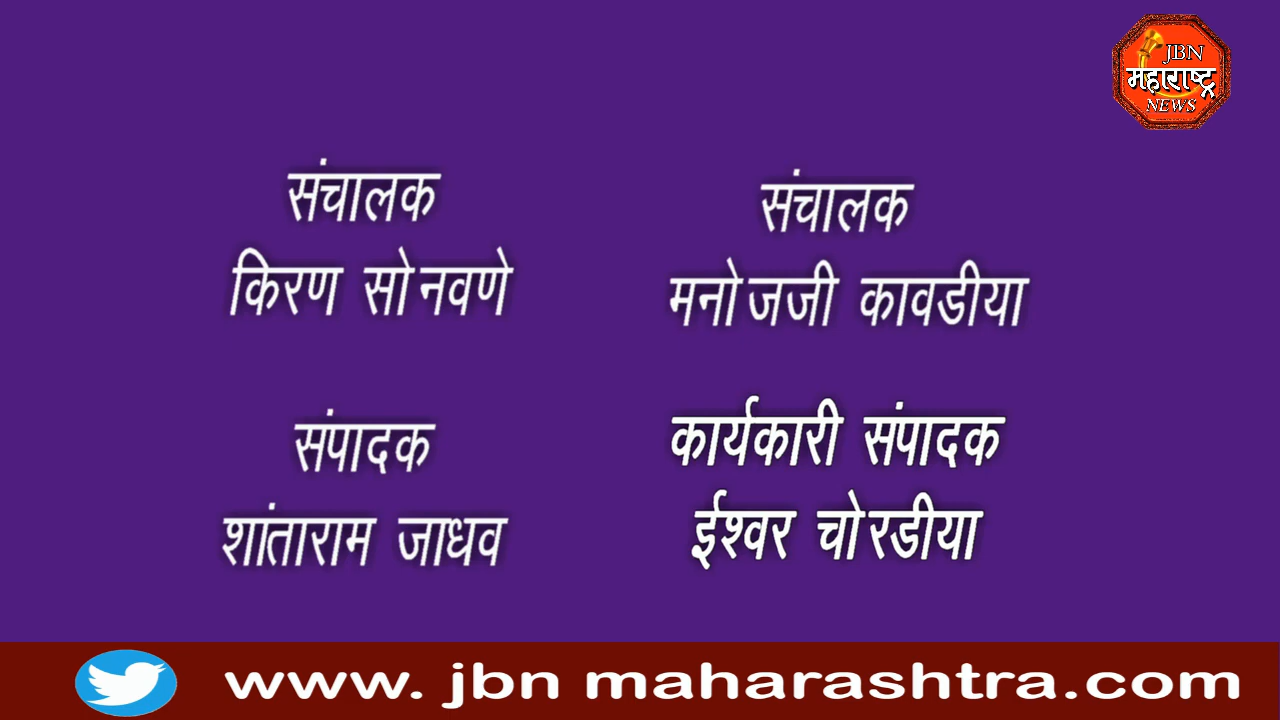 JBN
महाराष्ट्र
NEWS
संचालक
किरण सोनवणे
संचालक
मनोजजी कावडीया
संपादक
शांताराम जाधव
कार्यकारी संपादक
ईश्वर चोरडीया
www. jbn maharashtra.com